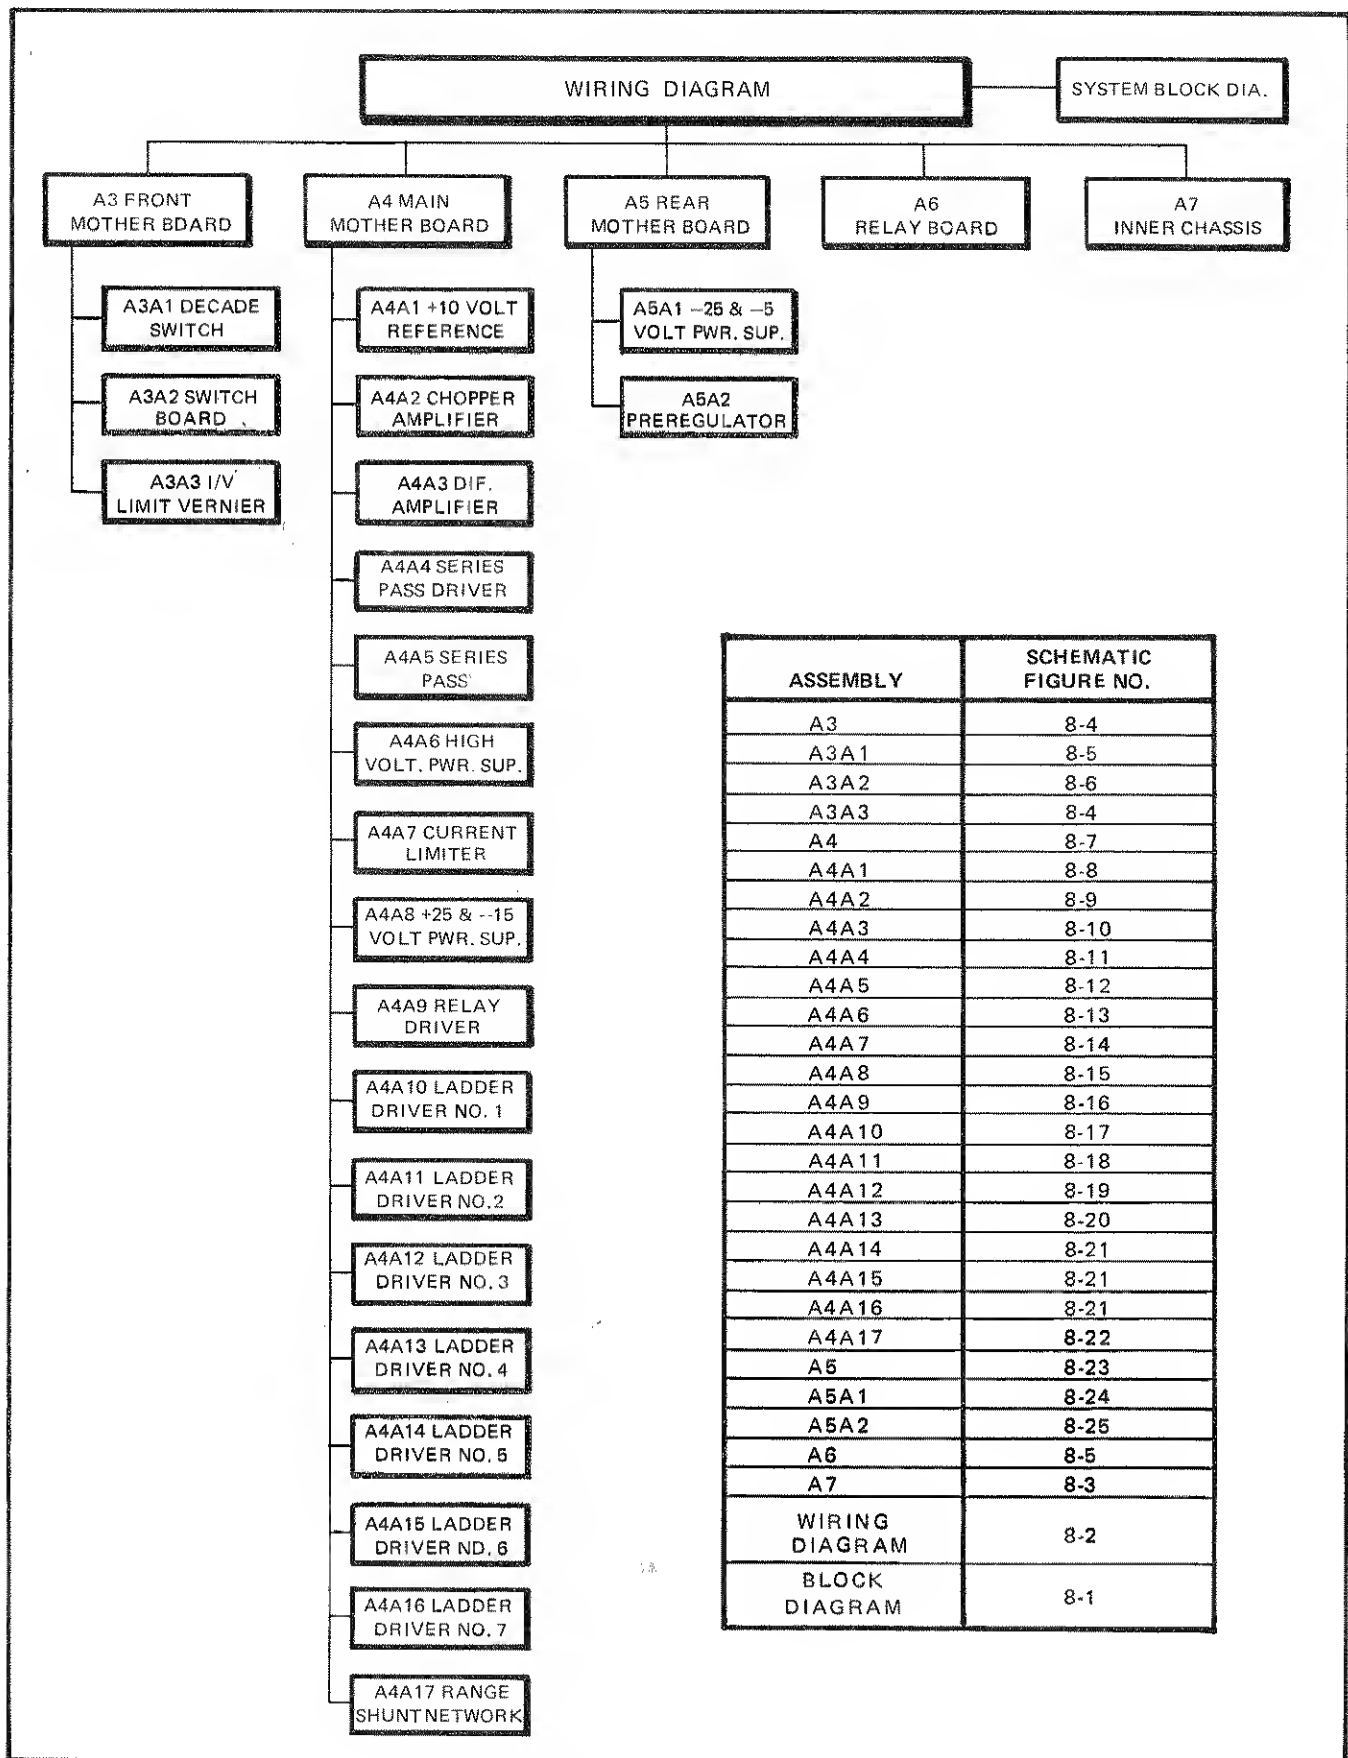 WIRING DIAGRAM
SYSTEM BLOCK DIA.
A3 FRONT
MOTHER BDARD
A4 MAIN
MOTHER BOARD
A5 REAR
MOTHER BOARD
A6
RELAY BOARD
A7
INNER CHASSIS
A3A1 DECADE
SWITCH
A3A2 SWITCH
BOARD
A3A3 I/V
LIMIT VERNIER
A4A1 +10 VOLT
REFERENCE
A4A2 CHOPPER
AMPLIFIER
A4A3 DIF.
AMPLIFIER
A4A4 SERIES
PASS DRIVER
A4A5 SERIES
PASS
A4A6 HIGH
VOLT. PWR. SUP.
A4A7 CURRENT
LIMITER
A4A8 +25 & --15
VOLT PWR. SUP.
A4A9 RELAY
DRIVER
A4A10 LADDER
DRIVER NO. 1
A4A11 LADDER
DRIVER NO.2
A4A12 LADDER
DRIVER NO. 3
A4A13 LADDER
DRIVER NO. 4
A4A14 LADDER
DRIVER NO. 5
A4A15 LADDER
DRIVER ND. 6
A4A16 LADDER
DRIVER NO. 7
A4A17 RANGE
SHUNT NETWORK
A5A1 –25 & –5
VOLT PWR. SUP.
A5A2
PREREGULATOR
ASSEMBLY SCHEMATIC FIGURE NO.
A3 8-4
A3A1 8-5
A3A2 8-6
A3A3 8-4
A4 8-7
A4A1 8-8
A4A2 8-9
A4A3 8-10
A4A4 8-11
A4A5 8-12
A4A6 8-13
A4A7 8-14
A4A8 8-15
A4A9 8-16
A4A10 8-17
A4A11 8-18
A4A12 8-19
A4A13 8-20
A4A14 8-21
A4A15 8-21
A4A16 8-21
A4A17 8-22
A5 8-23
A5A1 8-24
A5A2 8-25
A6 8-5
A7 8-3
WIRING DIAGRAM 8-2
BLOCK DIAGRAM 8-1